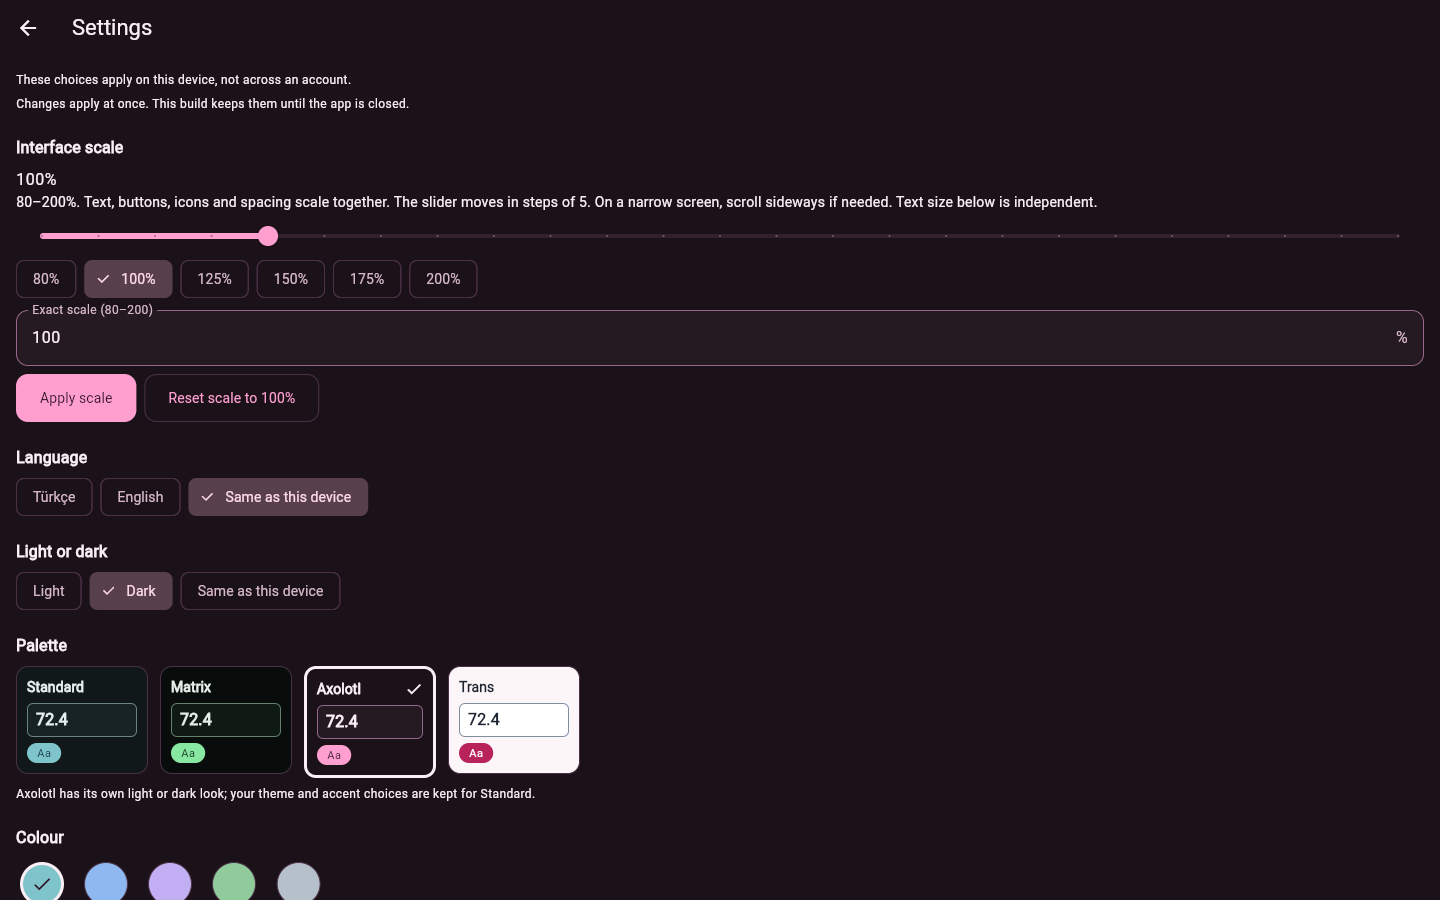 Settings
These choices apply on this device, not across an account.
Changes apply at once. This build keeps them until the app is closed.
Interface scale
100%
80–200%. Text, buttons, icons and spacing scale together. The slider moves in steps of 5. On a narrow screen, scroll sideways if needed. Text size below is independent.
80% 100% 125% 150% 175% 200%
Exact scale (80–200)
100 %
Apply scale Reset scale to 100%
Language
Türkçe English Same as this device
Light or dark
Light Dark Same as this device
Palette
Standard Matrix Axolotl Trans
72.4 72.4 72.4 72.4
Aa Aa Aa Aa
Axolotl has its own light or dark look; your theme and accent choices are kept for Standard.
Colour